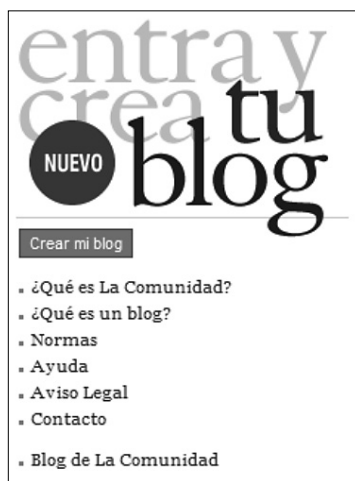 entra y
crea tu
NUEVO blog
Crear mi blog
¿Qué es La Comunidad?
¿Qué es un blog?
Normas
Ayuda
Aviso Legal
Contacto
Blog de La Comunidad